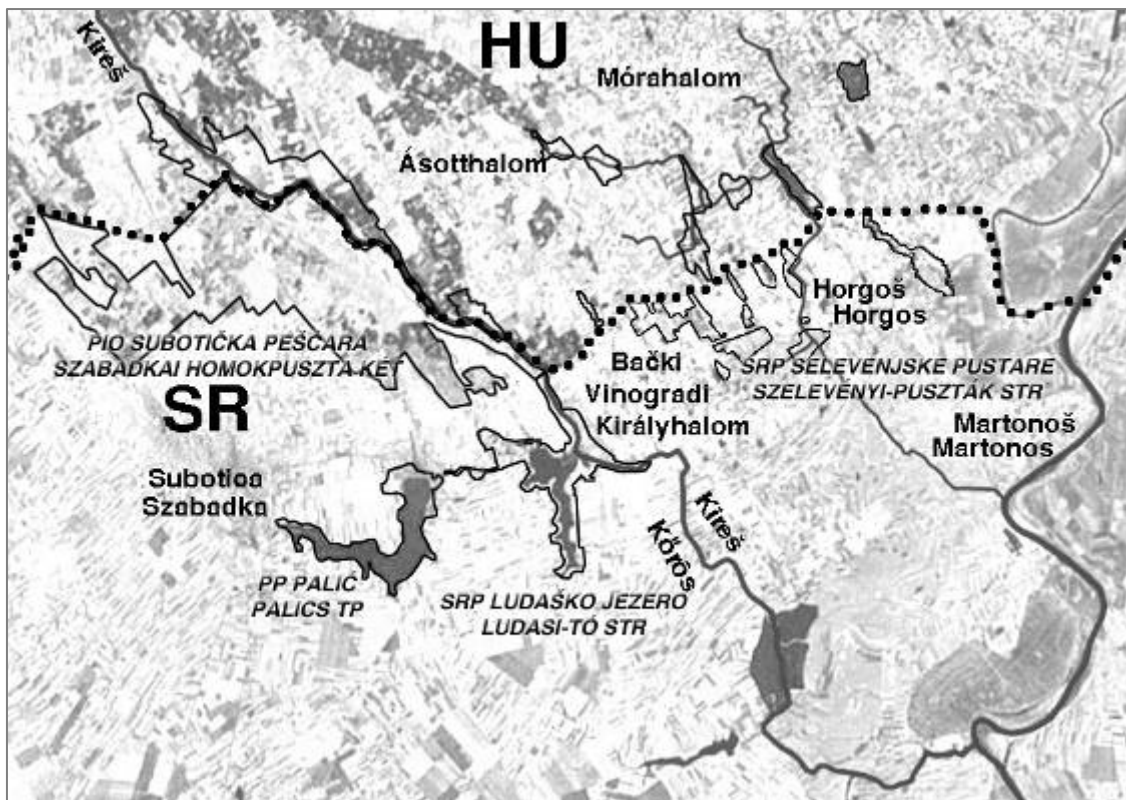 HU
Kireš
Mórahalom
Ásotthalom
Horgoš
Horgos
PIO SUBOTIČKA PEŠČARA
SZABADKAI HOMOKPUSZTA KET
Bački
Vinogradi
Királyhalom
SRP SELEVENJSKE PUSTARE
SZELEVÉNYI-PUSZTÁK STR
SR
Martonoš
Martonos
Subotica
Szabadka
Kireš
Kőrös
PP PALIĆ
PALICS TP
SRP LUDAŠKO JEZERO
LUDASI-TÓ STR